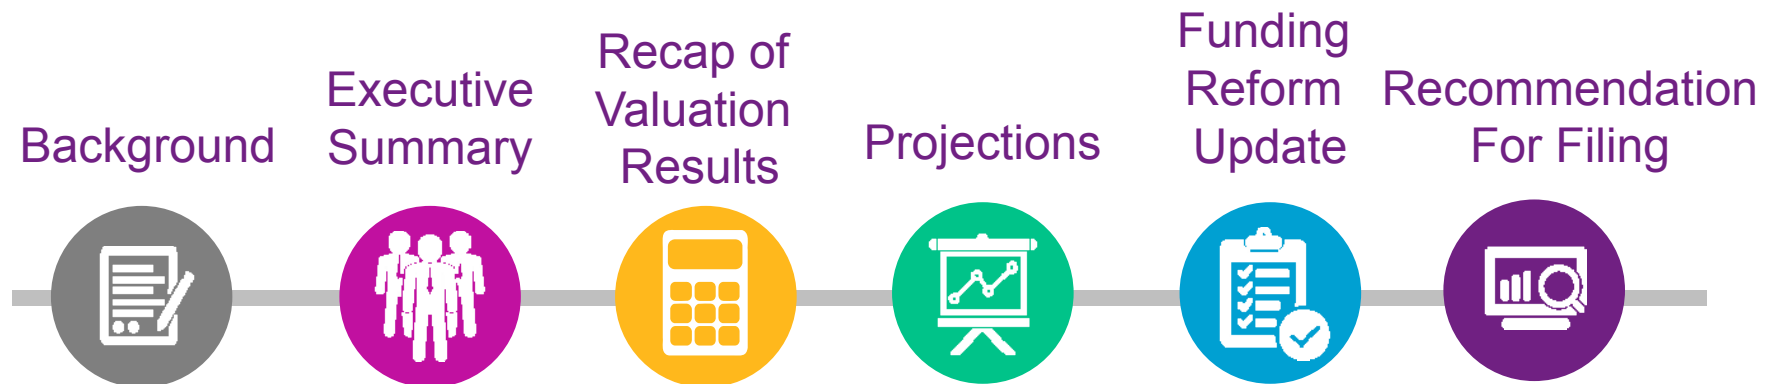 Background
Executive
Summary
Recap of
Valuation
Results
Projections
Funding
Reform
Update
Recommendation
For Filing